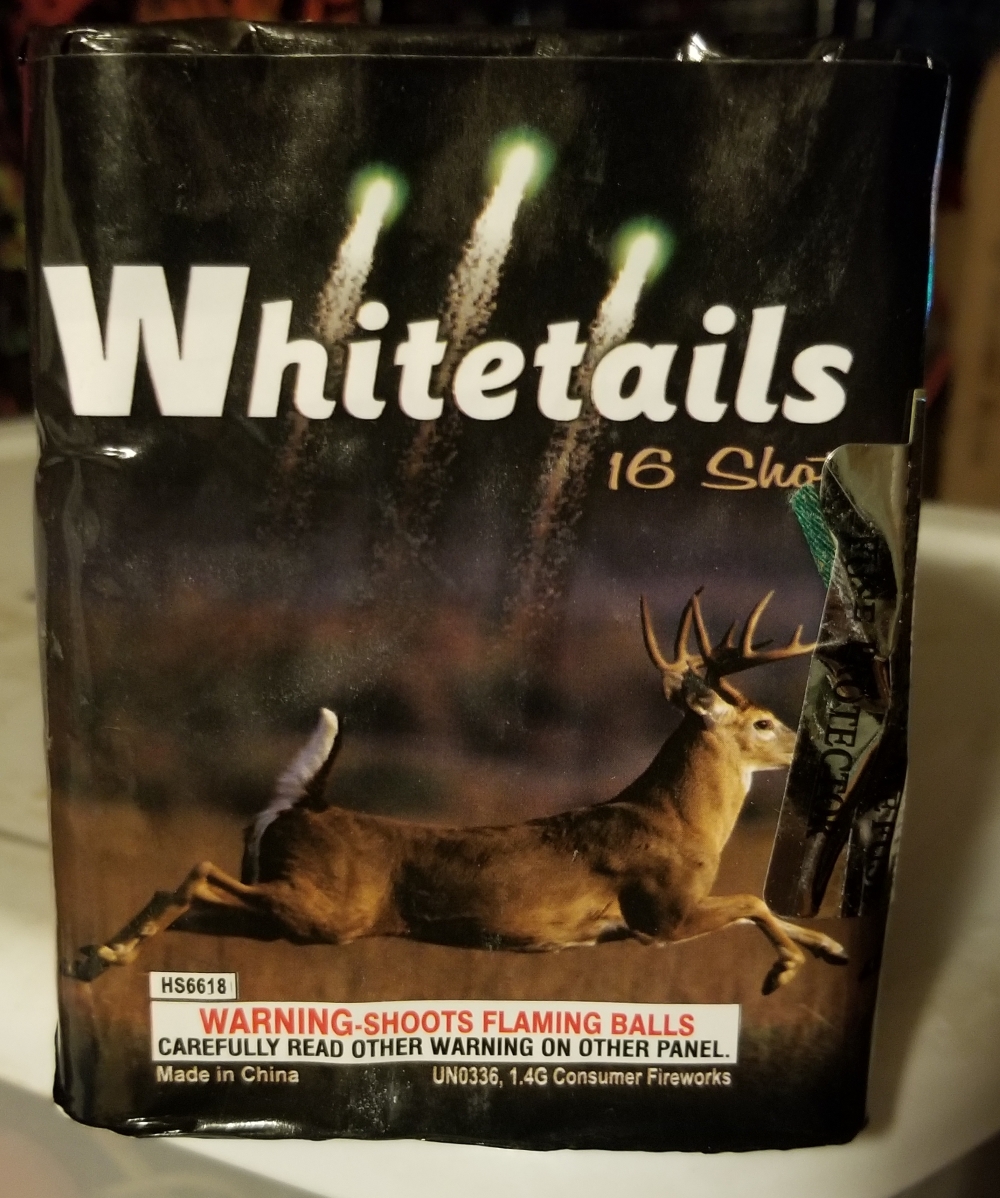 Whitetails
16 Sho
PROTECTOR
HS6618
WARNING-SHOOTS FLAMING BALLS
CAREFULLY READ OTHER WARNING ON OTHER PANEL.
Made in China
UN0336, 1.4G Consumer Fireworks